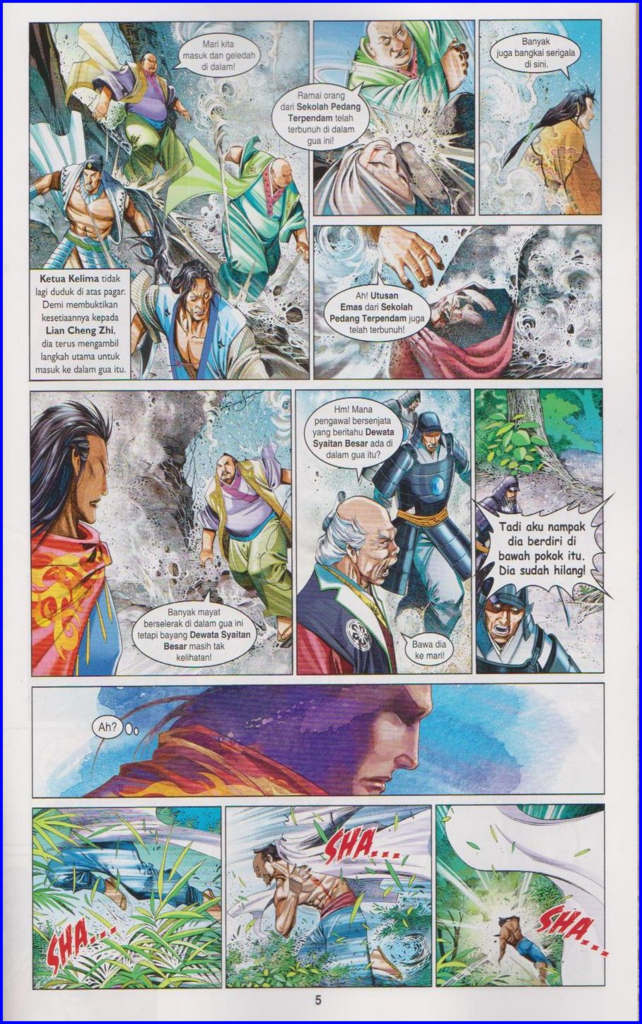 Mari kita
masuk dan geledah
di dalam!
Ketua Kelima tidak
lagi duduk di atas pagar.
Demi membuktikan
kesetiaannya kepada
Lian Cheng Zhi,
dia terus mengambil
langkah utama untuk
masuk ke dalam gua itu.
Ramai orang
dari Sekolah Pedang
Terpendam telah
terbunuh di dalam
gua ini!
Banyak
juga bangkai serigala
di sini.
Ah! Utusan
Emas dari Sekolah
Pedang Terpendam juga
telah terbunuh!
Banyak mayat
berselerak di dalam gua ini
tetapi bayang Dewata Syaitan
Besar masih tak
kelihatan!
Hm! Mana
pengawal bersenjata
yang beritahu Dewata
Syaitan Besar ada di
dalam gua itu?
Bawa dia
ke mari!
Tadi aku nampak
dia berdiri di
bawah pokok itu.
Dia sudah hilang!
Ah?
SHA...
SHA...
SHA...
5